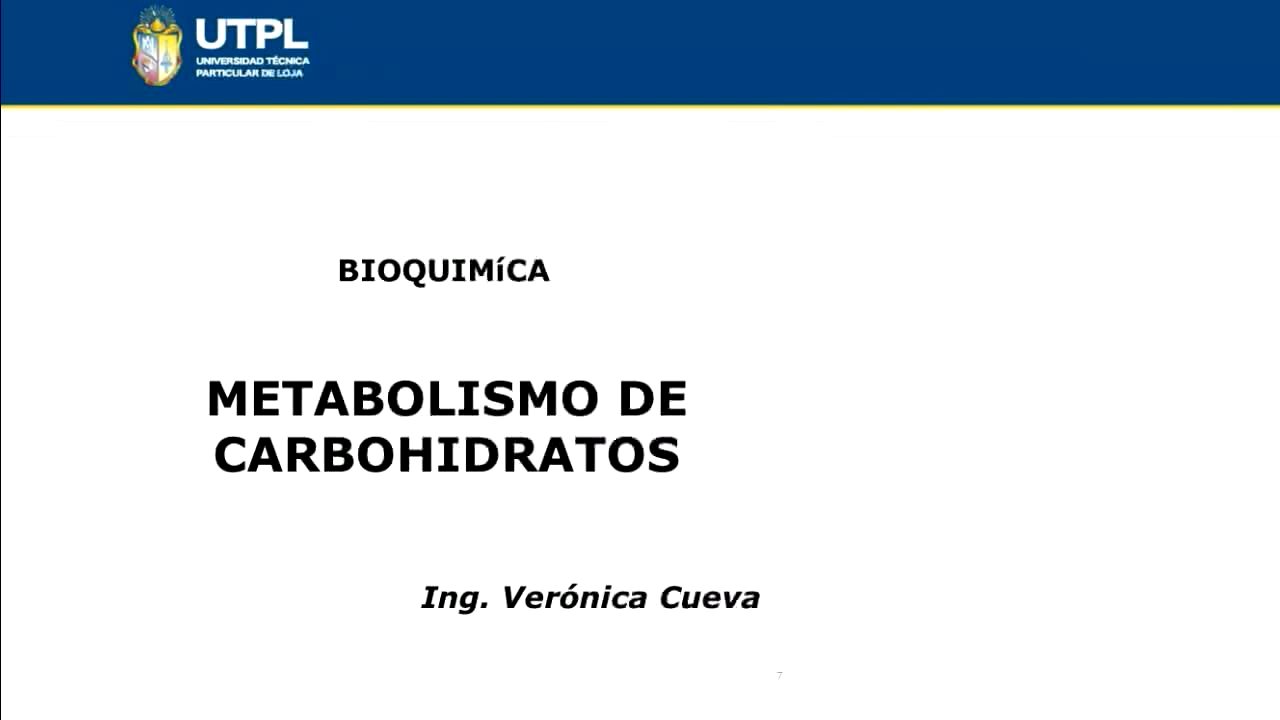 UTPL
UNIVERSIDAD TÉCNICA
PARTICULAR DE LOJA
BIOQUIMíCA
METABOLISMO DE
CARBOHIDRATOS
Ing. Verónica Cueva
7